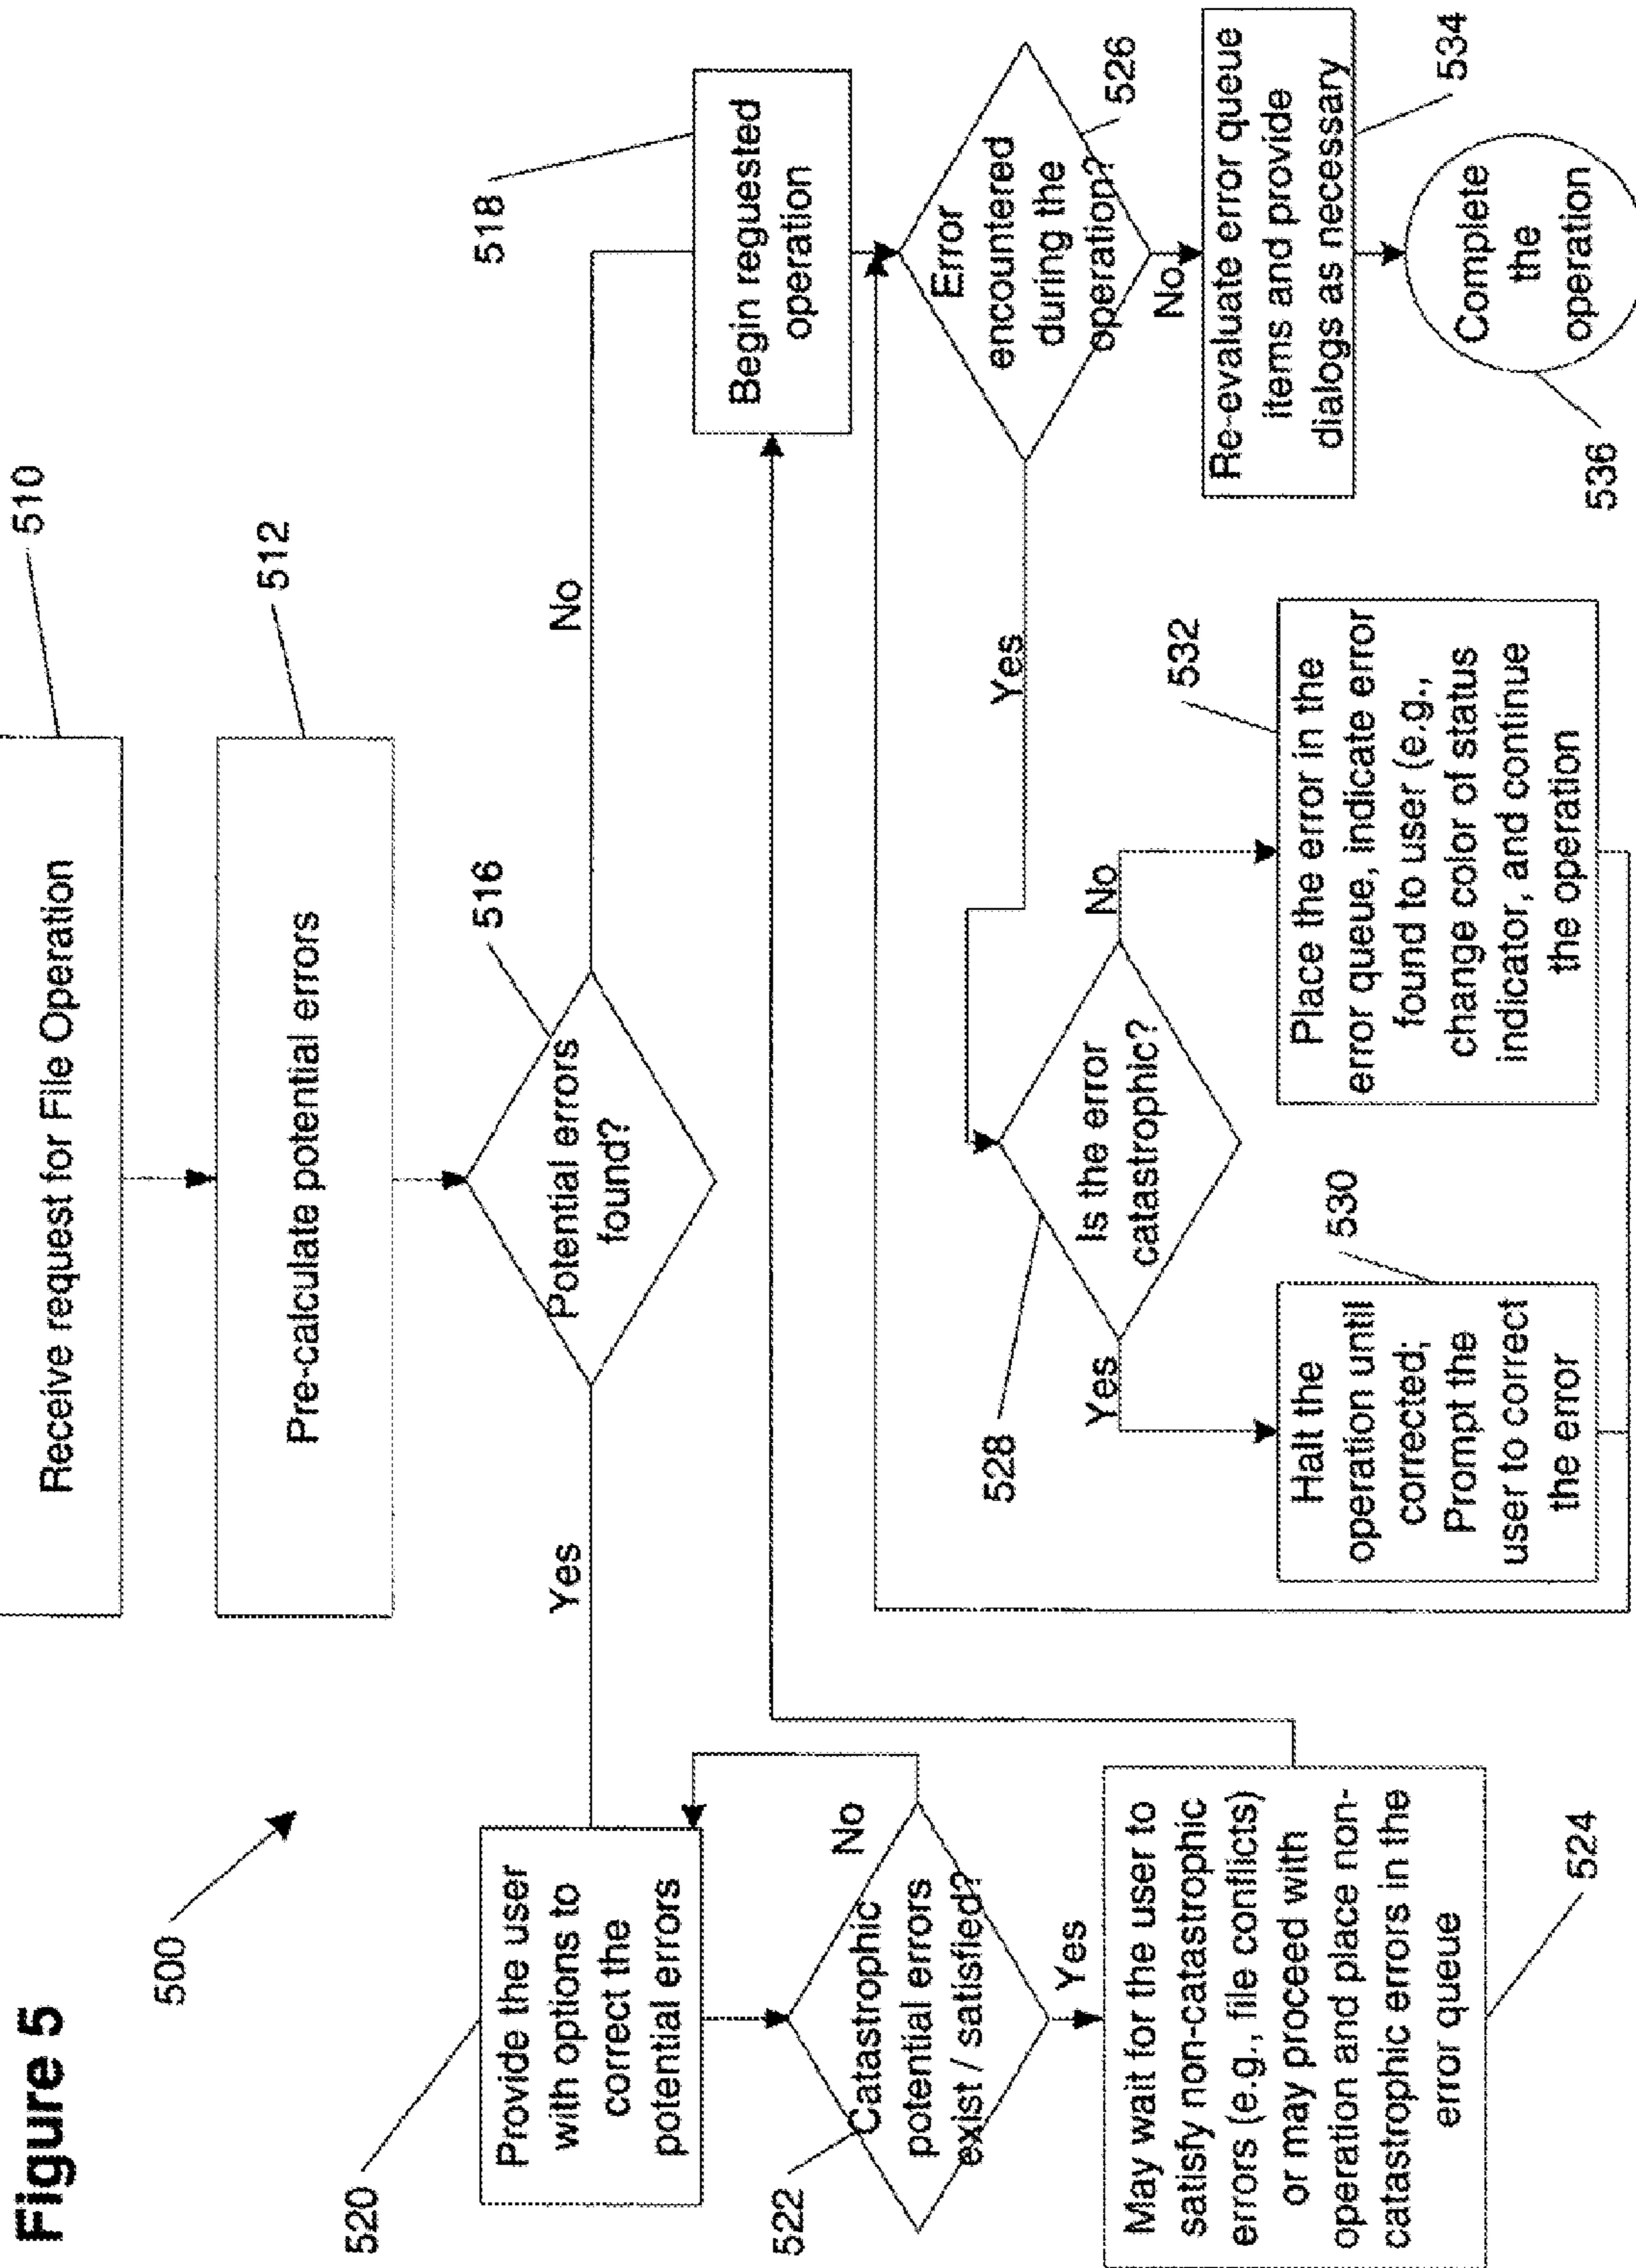 Figure 5
500
Receive request for File Operation
510
Pre-calculate potential errors
512
Potential errors
found?
516
Yes
No
Provide the user
with options to
correct the
potential errors
520
Catastrophic
potential errors
exist / satisfied?
522
No
Yes
May wait for the user to
satisfy non-catastrophic
errors (e.g., file conflicts)
or may proceed with
operation and place non-
catastrophic errors in the
error queue
524
Begin requested
operation
518
Error
encountered
during the
operation?
526
Yes
No
Is the error
catastrophic?
528
Yes
No
Halt the
operation until
corrected;
Prompt the
user to correct
the error
530
Place the error in the
error queue, indicate error
found to user (e.g.,
change color of status
indicator, and continue
the operation
532
Re-evaluate error queue
items and provide
dialogs as necessary
534
Complete
the
operation
536